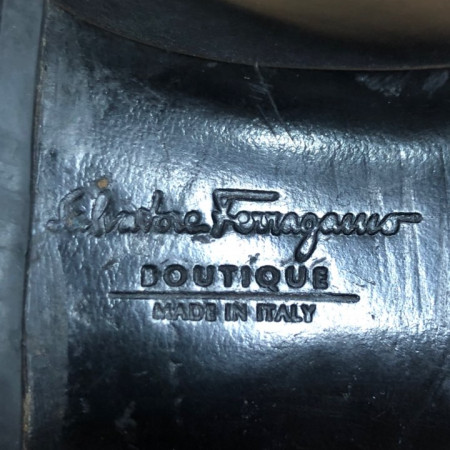 Salvatore Ferragamo
BOUTIQUE
MADE IN ITALY